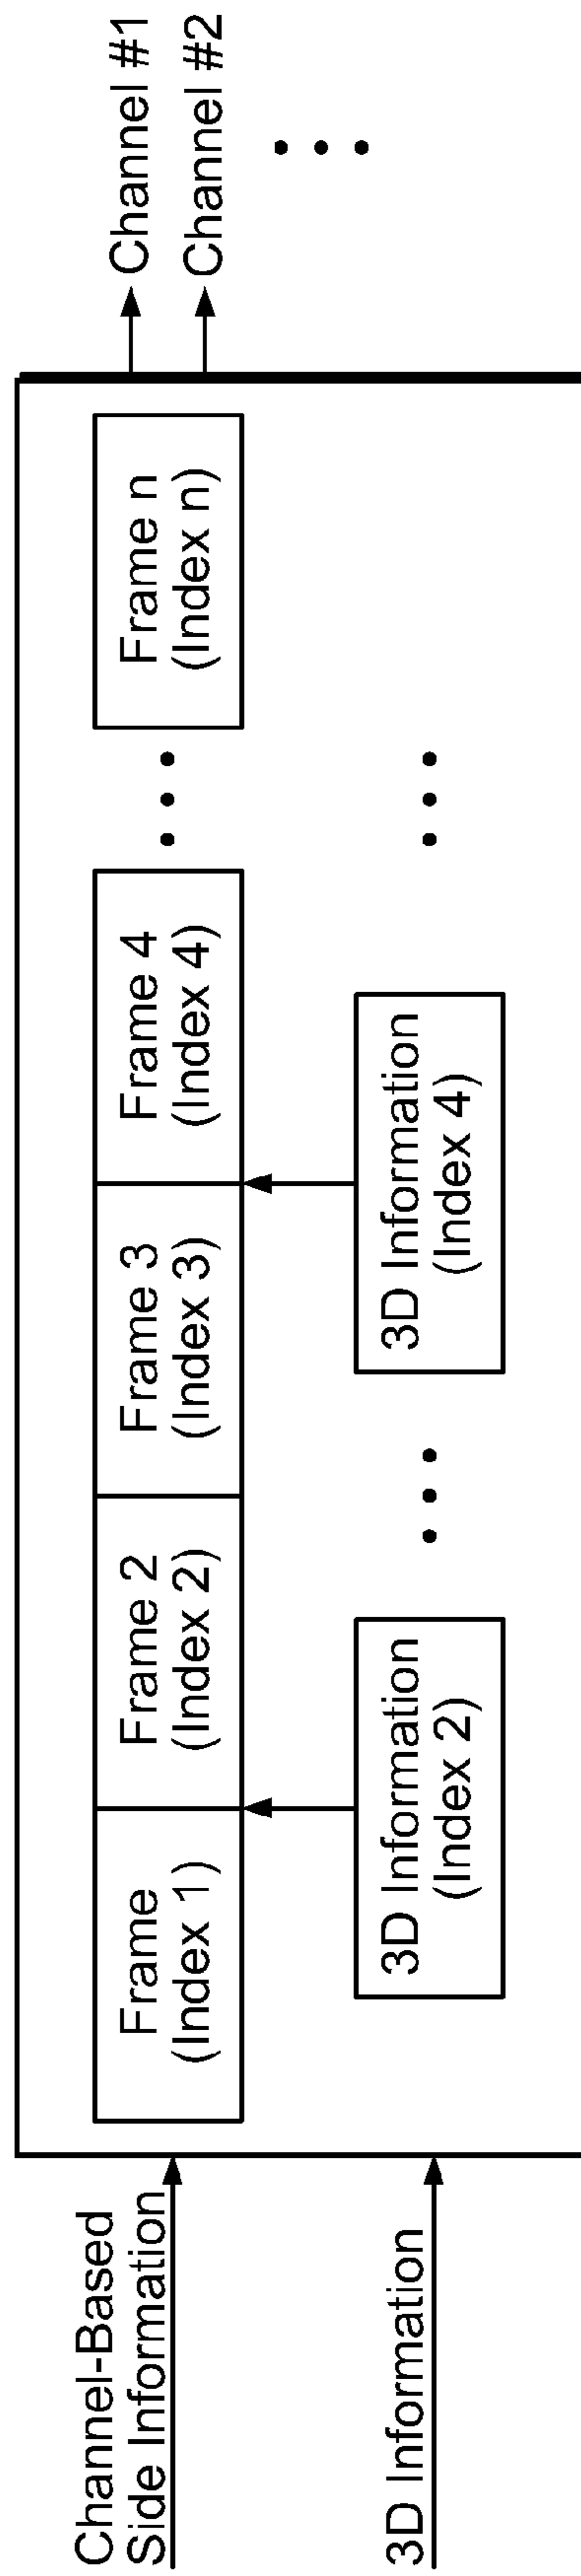 Channel-Based
Side Information
3D Information
Frame
(Index 1)
Frame 2
(Index 2)
Frame 3
(Index 3)
Frame 4
(Index 4)
Frame n
(Index n)
3D Information
(Index 2)
3D Information
(Index 4)
Channel #1
Channel #2